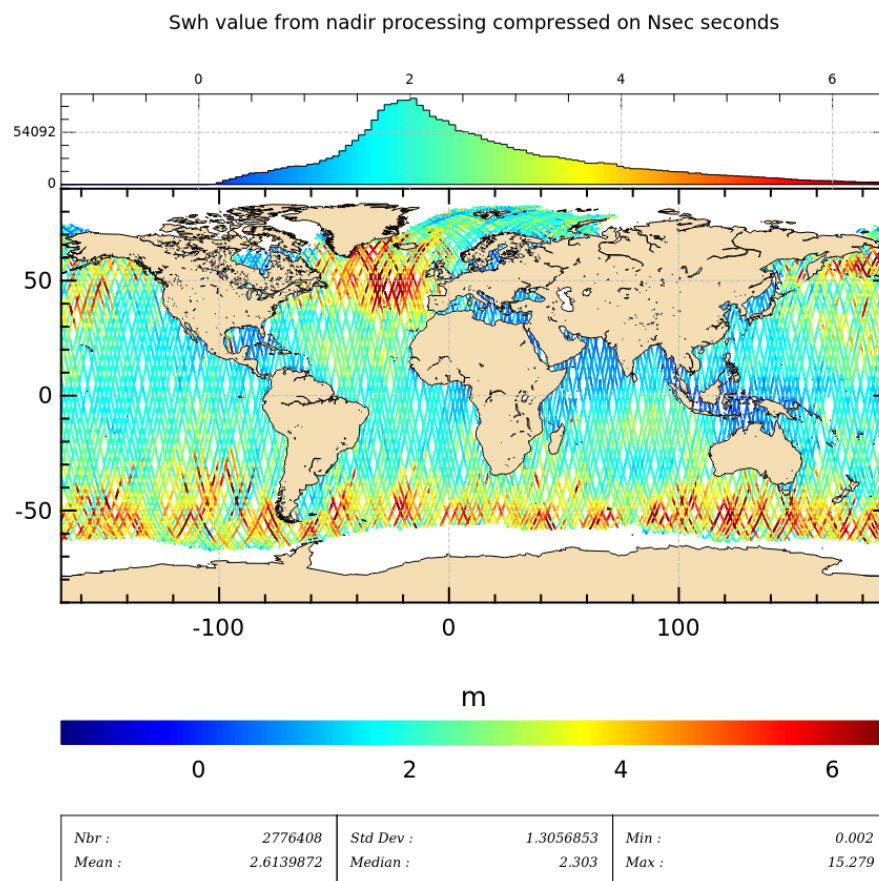 Swh value from nadir processing compressed on Nsec seconds
0 2 4 6
54092
0
50
0
-50
-100 0 100
m
0 2 4 6
Nbr : 2776408 Std Dev : 1.3056853 Min : 0.002
Mean : 2.6139872 Median : 2.303 Max : 15.279